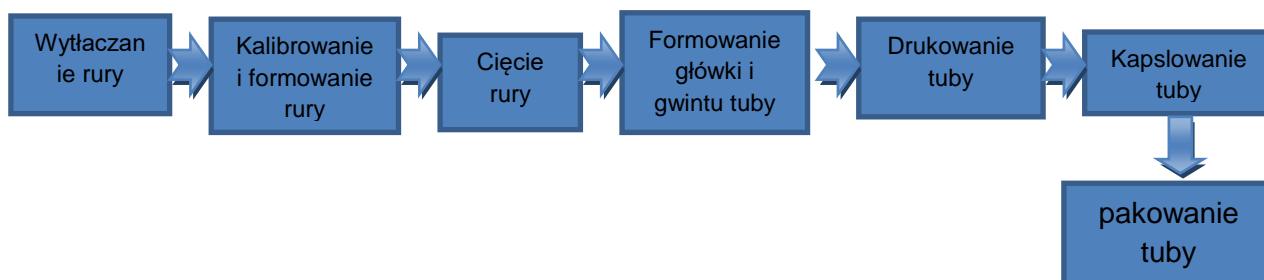 Wytłaczan
ie rury
Kalibrowanie
i formowanie
rury
Cięcie
rury
Formowanie
główki i
gwintu tuby
Drukowanie
tuby
Kapslowanie
tuby
pakowanie
tuby